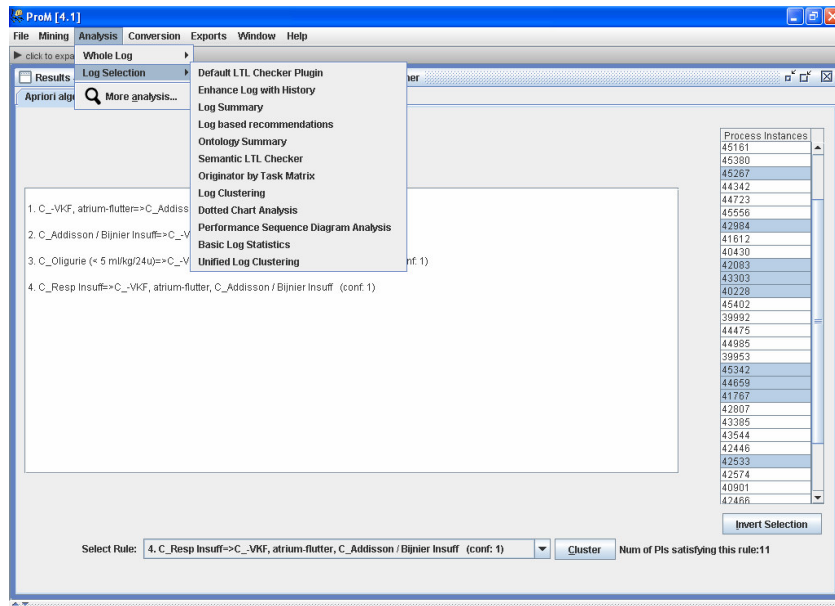 ProM [4.1]
File Mining Analysis Conversion Exports Window Help
click to expa
Whole Log
Log Selection
More analysis...
Default LTL Checker Plugin
Enhance Log with History
Log Summary
Log based recommendations
Ontology Summary
Semantic LTL Checker
Originator by Task Matrix
Log Clustering
Dotted Chart Analysis
Performance Sequence Diagram Analysis
Basic Log Statistics
Unified Log Clustering
Results
Apriori algo
1. C_-VKF, atrium-flutter=>C_Addiss
2. C_Addisson / Bijnier Insuff=>C_-V
3. C_Oligurie (< 5 ml/kg/24u)=>C_-V nf: 1)
4. C_Resp Insuff=>C_-VKF, atrium-flutter, C_Addisson / Bijnier Insuff (conf: 1)
Process Instances
45161
45380
45267
44342
44723
45556
42984
41612
40430
42083
43303
40228
45402
39992
44475
44985
39953
45342
44659
41767
42807
43385
43544
42446
42533
42574
40901
42466
Invert Selection
Select Rule: 4. C_Resp Insuff=>C_-VKF, atrium-flutter, C_Addisson / Bijnier Insuff (conf: 1) Cluster Num of PIs satisfying this rule:11